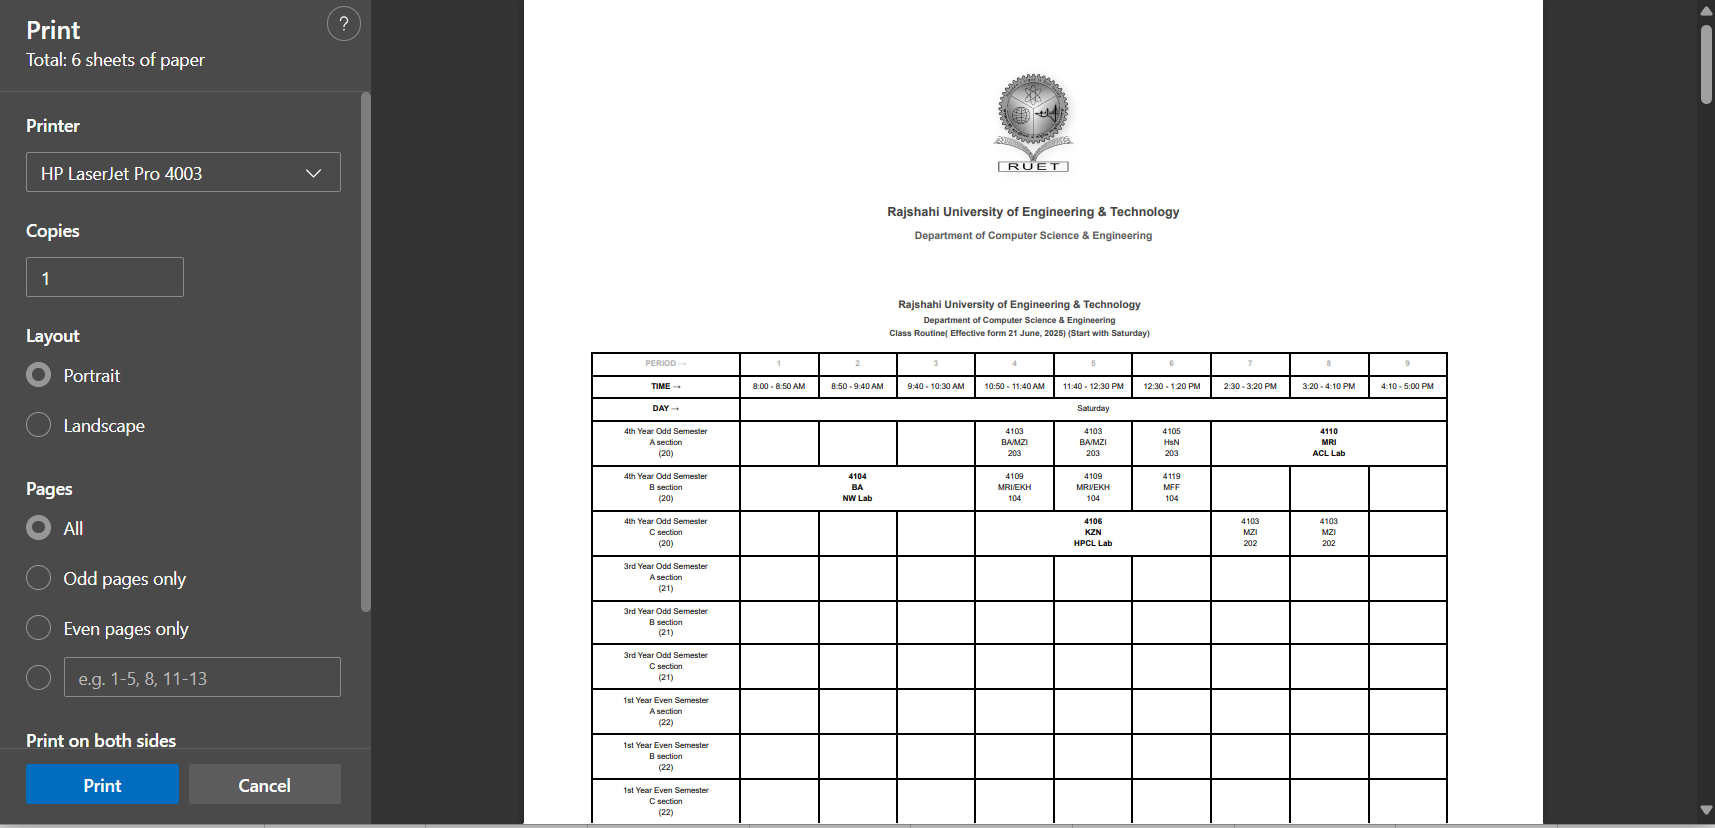 Print
Total: 6 sheets of paper
?
Printer
HP LaserJet Pro 4003
Copies
1
Layout
Portrait
Landscape
Pages
All
Odd pages only
Even pages only
e.g. 1-5, 8, 11-13
Print on both sides
Print
Cancel
RUET
Rajshahi University of Engineering & Technology
Department of Computer Science & Engineering
Rajshahi University of Engineering & Technology
Department of Computer Science & Engineering
Class Routine( Effective form 21 June, 2025) (Start with Saturday)
PERIOD → 1 2 3 4 5 6 7 8 9
TIME → 8:00 - 8:50 AM 8:50 - 9:40 AM 9:40 - 10:30 AM 10:50 - 11:40 AM 11:40 - 12:30 PM 12:30 - 1:20 PM 2:30 - 3:20 PM 3:20 - 4:10 PM 4:10 - 5:00 PM
DAY → Saturday
4th Year Odd Semester 4103 4103 4105 4110
A section BA/MZI BA/MZI HsN MRI
(20) 203 203 203 ACL Lab
4th Year Odd Semester 4104 4109 4109 4119
B section BA MRI/EKH MRI/EKH MFF
(20) NW Lab 104 104 104
4th Year Odd Semester 4106 4103 4103
C section KZN MZI MZI
(20) HPCL Lab 202 202
3rd Year Odd Semester
A section
(21)
3rd Year Odd Semester
B section
(21)
3rd Year Odd Semester
C section
(21)
1st Year Even Semester
A section
(22)
1st Year Even Semester
B section
(22)
1st Year Even Semester
C section
(22)